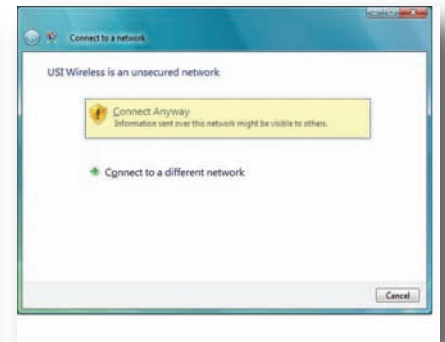 Connect to a network
USI Wireless is an unsecured network
Connect Anyway
Information sent over this network might be visible to others.
Connect to a different network
Cancel